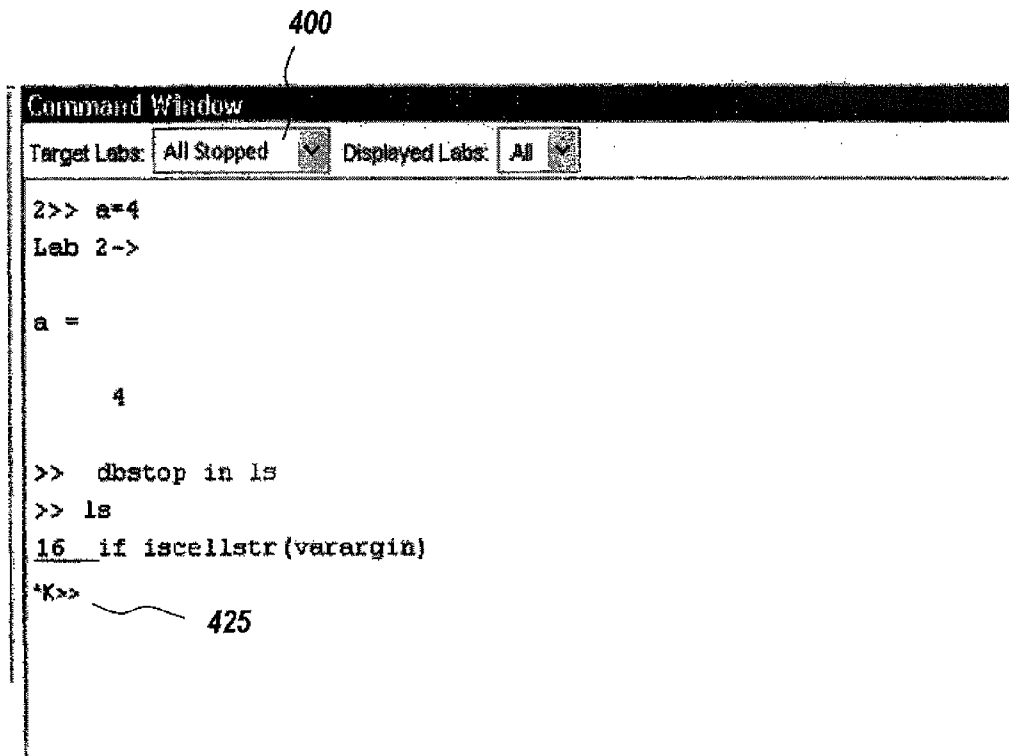 400
Command Window
Target Labs: All Stopped Displayed Labs: All
2>> a=4
Lab 2->
a =
4
>> dbstop in ls
>> ls
16 if iscellstr(varargin)
*K>>
425